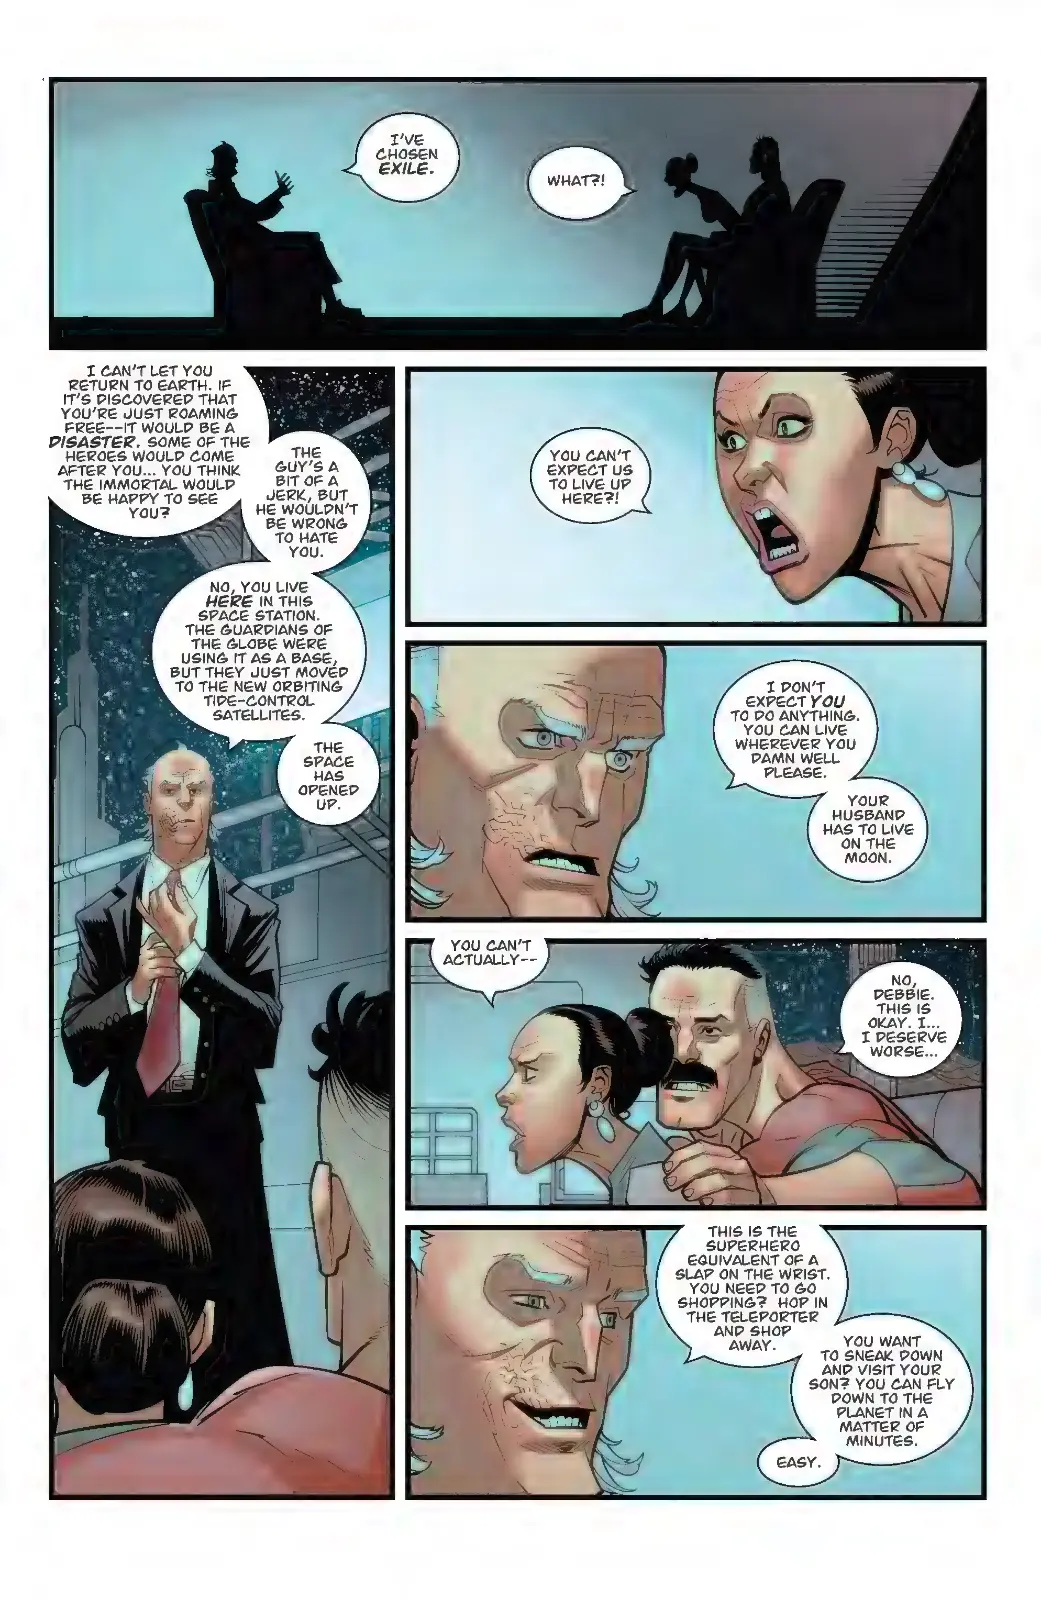 I'VE
CHOSEN
EXILE.
WHAT?!
I CAN'T LET YOU
RETURN TO EARTH. IF
IT'S DISCOVERED THAT
YOU'RE JUST ROAMING
FREE--IT WOULD BE A
DISASTER. SOME OF THE
HEROES WOULD COME
AFTER YOU... YOU THINK
THE IMMORTAL WOULD
BE HAPPY TO SEE
YOU?
THE
GUY'S A
BIT OF A
JERK, BUT
HE WOULDN'T
BE WRONG
TO HATE
YOU.
NO, YOU LIVE
HERE IN THIS
SPACE STATION.
THE GUARDIANS OF
THE GLOBE WERE
USING IT AS A BASE,
BUT THEY JUST MOVED
TO THE NEW ORBITING
TIDE-CONTROL
SATELLITES.
THE
SPACE
HAS
OPENED
UP.
YOU CAN'T
EXPECT US
TO LIVE UP
HERE?!
I DON'T
EXPECT YOU
TO DO ANYTHING.
YOU CAN LIVE
WHEREVER YOU
DAMN WELL
PLEASE.
YOUR
HUSBAND
HAS TO LIVE
ON THE
MOON.
YOU CAN'T
ACTUALLY--
NO,
DEBBIE.
THIS IS
OKAY. I...
I DESERVE
WORSE...
THIS IS THE
SUPERHERO
EQUIVALENT OF A
SLAP ON THE WRIST.
YOU NEED TO GO
SHOPPING? HOP IN
THE TELEPORTER
AND SHOP
AWAY.
YOU WANT
TO SNEAK DOWN
AND VISIT YOUR
SON? YOU CAN FLY
DOWN TO THE
PLANET IN A
MATTER OF
MINUTES.
EASY.